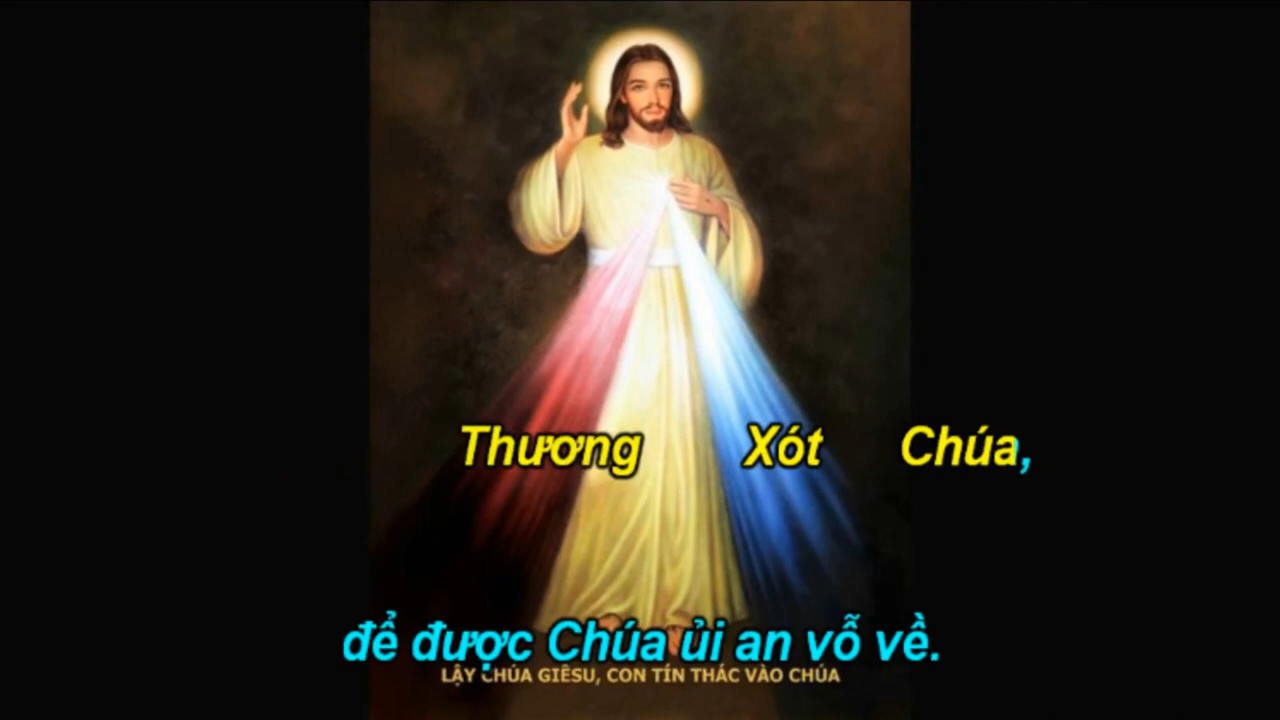 Thương Xót Chúa,
để được Chúa ủi an vỗ về.
LẬY CHÚA GIÊSU, CON TÍN THÁC VÀO CHÚA